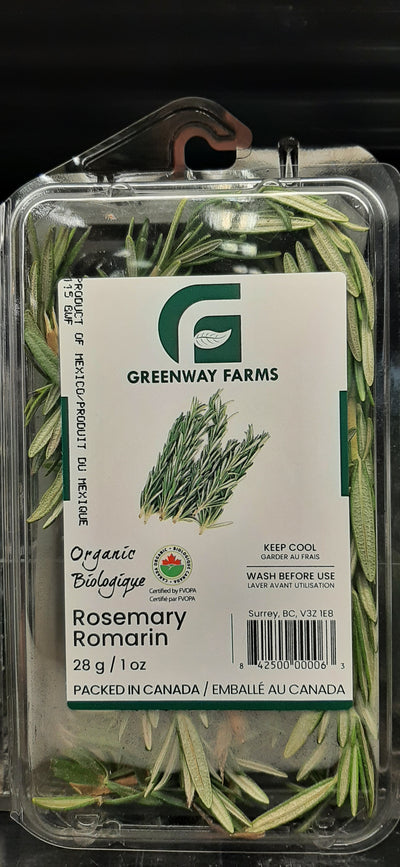 PRODUCT OF MEXICO/PRODUIT DU MEXIQUE
115 GWF
GREENWAY FARMS
Organic
Biologique
Certified by FVOPA
Certifié par FVOPA
KEEP COOL
GARDER AU FRAIS
WASH BEFORE USE
LAVER AVANT UTILISATION
Rosemary
Romarin
28 g / 1 oz
Surrey, BC, V3Z 1E8
8 42500 00006 3
PACKED IN CANADA / EMBALLÉ AU CANADA